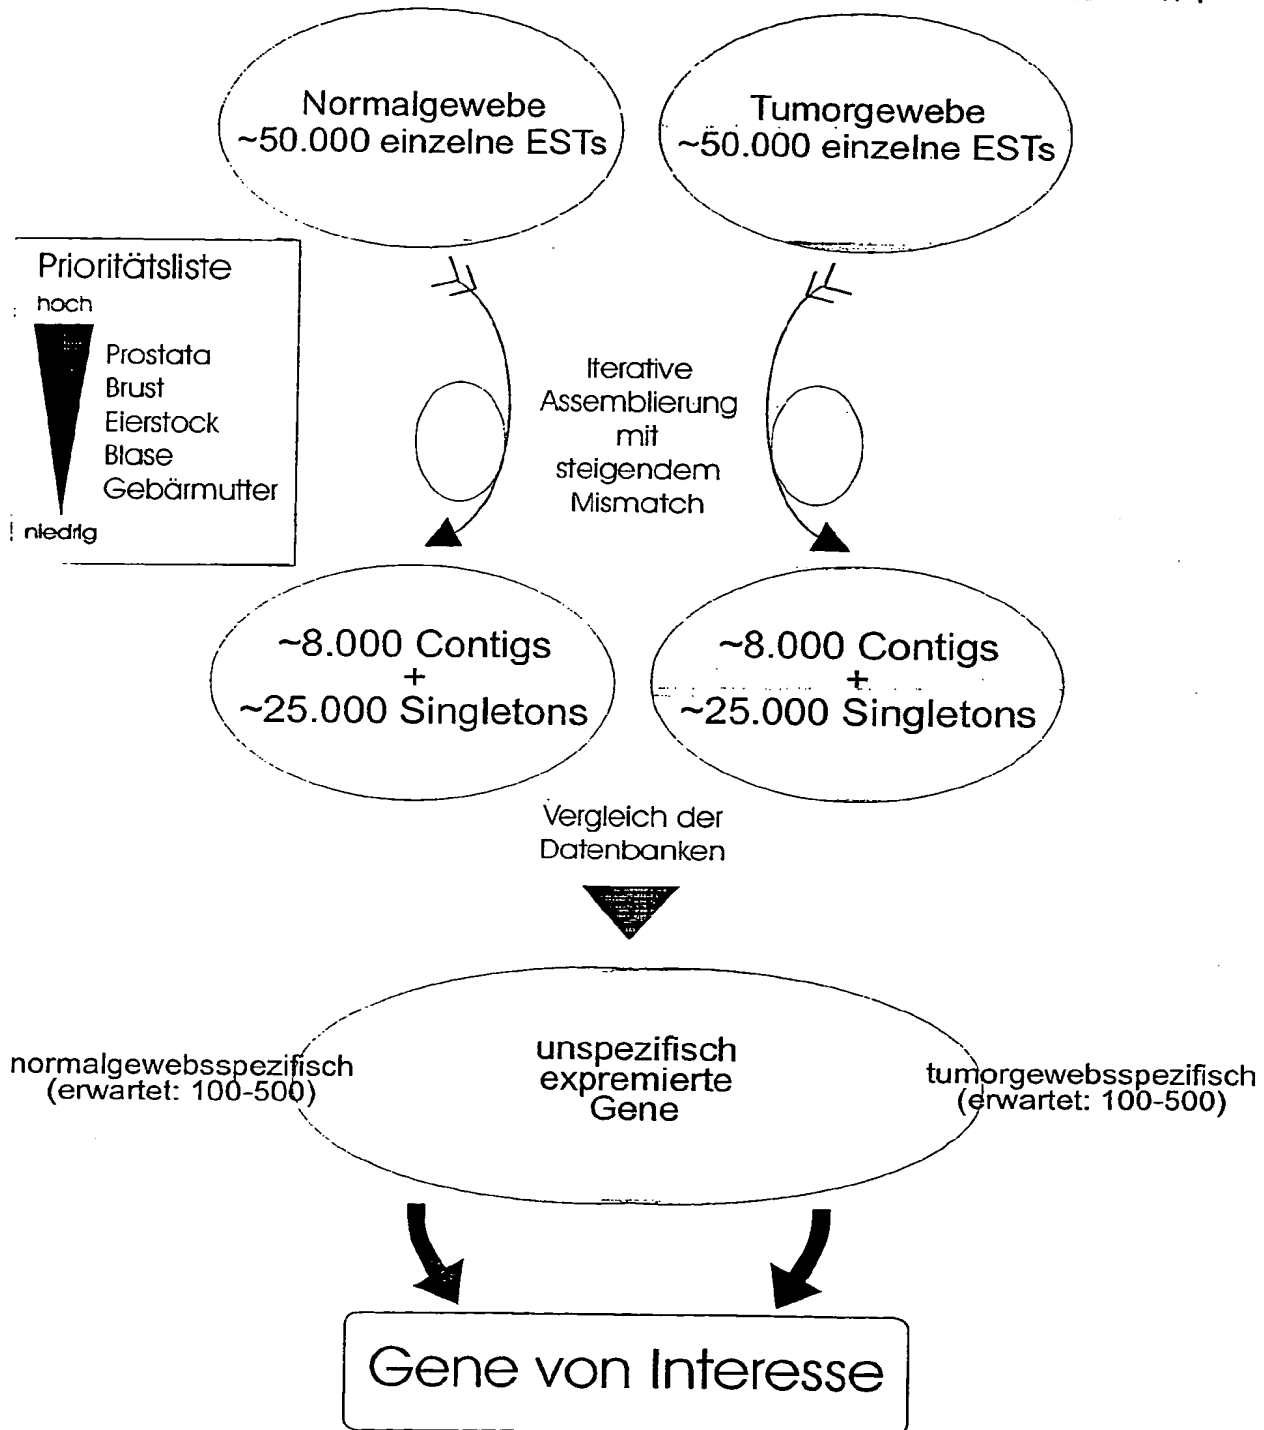 Normalgewebe
~50.000 einzelne ESTs
Tumorgewebe
~50.000 einzelne ESTs
Prioritätsliste
hoch
Prostata
Brust
Eierstock
Blase
Gebärmutter
niedrig
Iterative
Assemblierung
mit
steigendem
Mismatch
~8.000 Contigs
+
~25.000 Singletons
~8.000 Contigs
+
~25.000 Singletons
Vergleich der
Datenbanken
normalgewebsspezifisch
(erwartet: 100-500)
unspezifisch
expremierte
Gene
tumorgewebsspezifisch
(erwartet: 100-500)
Gene von Interesse